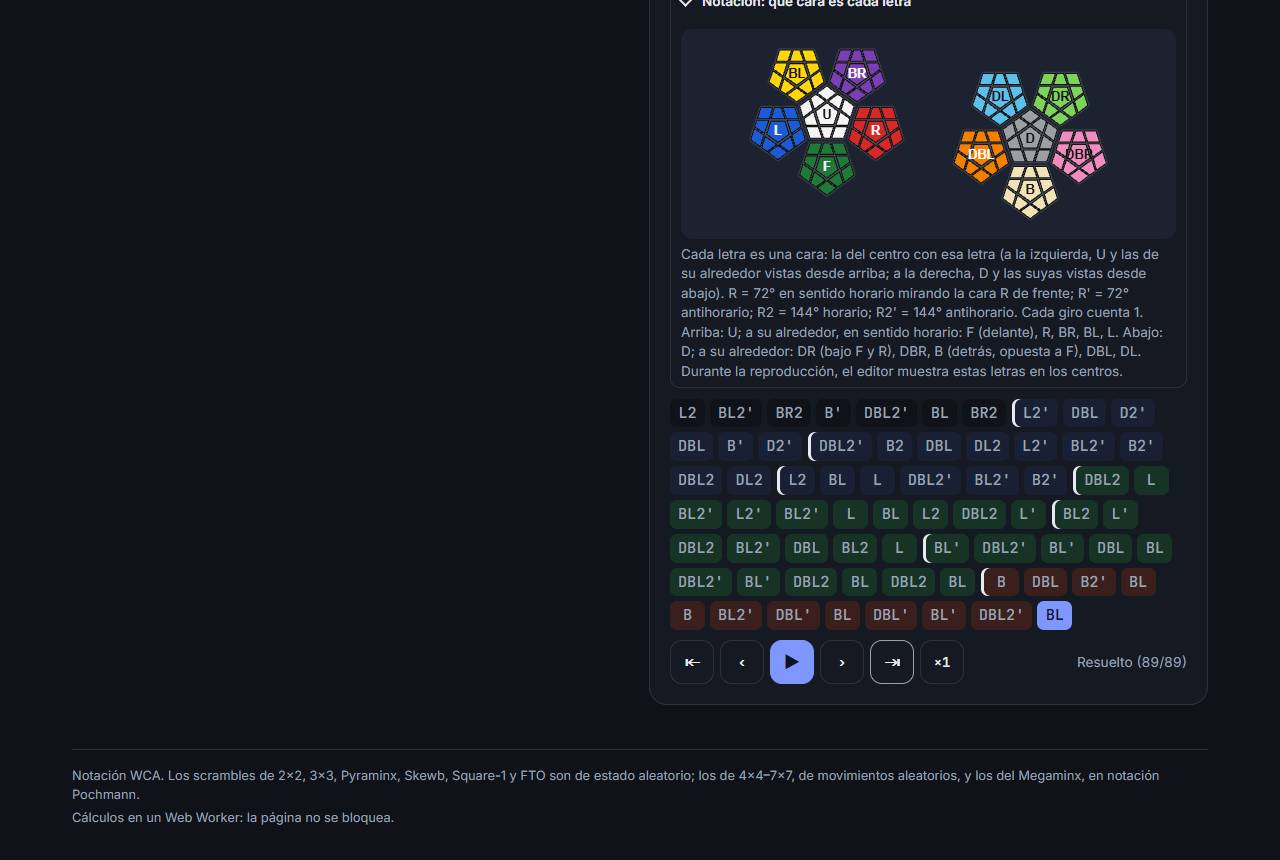 Notación: qué cara es cada letra
BL BR
U
L R
F
DL DR
D
DBL DBR
B
Cada letra es una cara: la del centro con esa letra (a la izquierda, U y las de
su alrededor vistas desde arriba; a la derecha, D y las suyas vistas desde
abajo). R = 72° en sentido horario mirando la cara R de frente; R' = 72°
antihorario; R2 = 144° horario; R2' = 144° antihorario. Cada giro cuenta 1.
Arriba: U; a su alrededor, en sentido horario: F (delante), R, BR, BL, L. Abajo:
D; a su alrededor: DR (bajo F y R), DBR, B (detrás, opuesta a F), DBL, DL.
Durante la reproducción, el editor muestra estas letras en los centros.
L2 BL2' BR2 B' DBL2' BL BR2 L2' DBL D2'
DBL B' D2' DBL2' B2 DBL DL2 L2' BL2' B2'
DBL2 DL2 L2 BL L DBL2' BL2' B2' DBL2 L
BL2' L2' BL2' L BL L2 DBL2 L' BL2 L'
DBL2 BL2' DBL BL2 L BL' DBL2' BL' DBL BL
DBL2' BL' DBL2 BL DBL2 BL B DBL B2' BL
B BL2' DBL' BL DBL' BL' DBL2' BL
⇤ ‹ ▶ › ⇥ ×1 Resuelto (89/89)
Notación WCA. Los scrambles de 2×2, 3×3, Pyraminx, Skewb, Square-1 y FTO son de estado aleatorio; los de 4×4–7×7, de movimientos aleatorios, y los del Megaminx, en notación
Pochmann.
Cálculos en un Web Worker: la página no se bloquea.